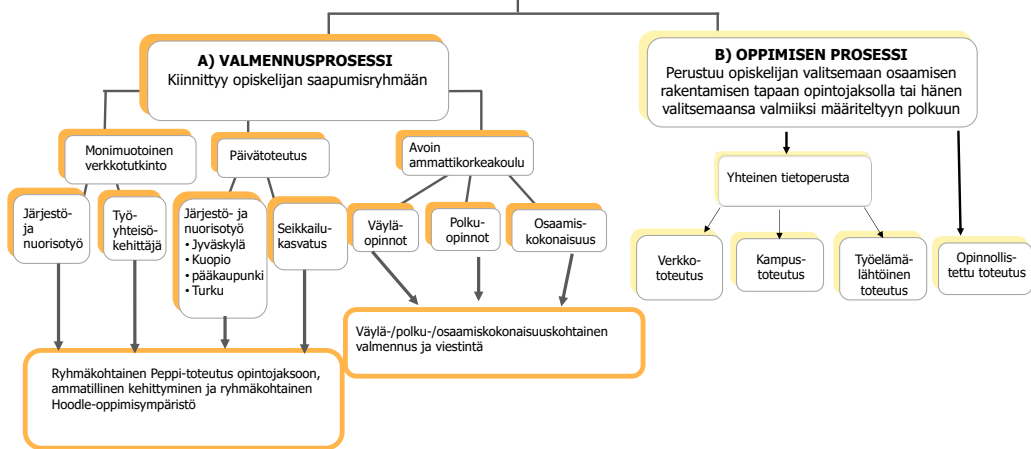 A) VALMENNUSPROSESSI
Kiinnittyy opiskelijan saapumisryhmään
B) OPPIMISEN PROSESSI
Perustuu opiskelijan valitsemaan osaamisen
rakentamisen tapaan opintojaksolla tai hänen
valitsemaansa valmiiksi määriteltyyn polkuun
Monimuotoinen
verkkotutkinto
Päivätoteutus
Avoin
ammattikorkeakoulu
Yhteinen tietoperusta
Järjestö-
ja
nuorisotyö
Työ-
yhteisö-
kehittäjä
Järjestö- ja
nuorisotyö
• Jyväskylä
• Kuopio
• pääkaupunki
• Turku
Seikkailu-
kasvatus
Väylä-
opinnot
Polku-
opinnot
Osaamis-
kokonaisuus
Verkko-
toteutus
Kampus-
toteutus
Työelämä-
lähtöinen
toteutus
Opinnollis-
tettu toteutus
Väylä-/polku-/osaamiskokonaisuuskohtainen
valmennus ja viestintä
Ryhmäkohtainen Peppi-toteutus opintojaksoon,
ammatillinen kehittyminen ja ryhmäkohtainen
Hoodle-oppimisympäristö